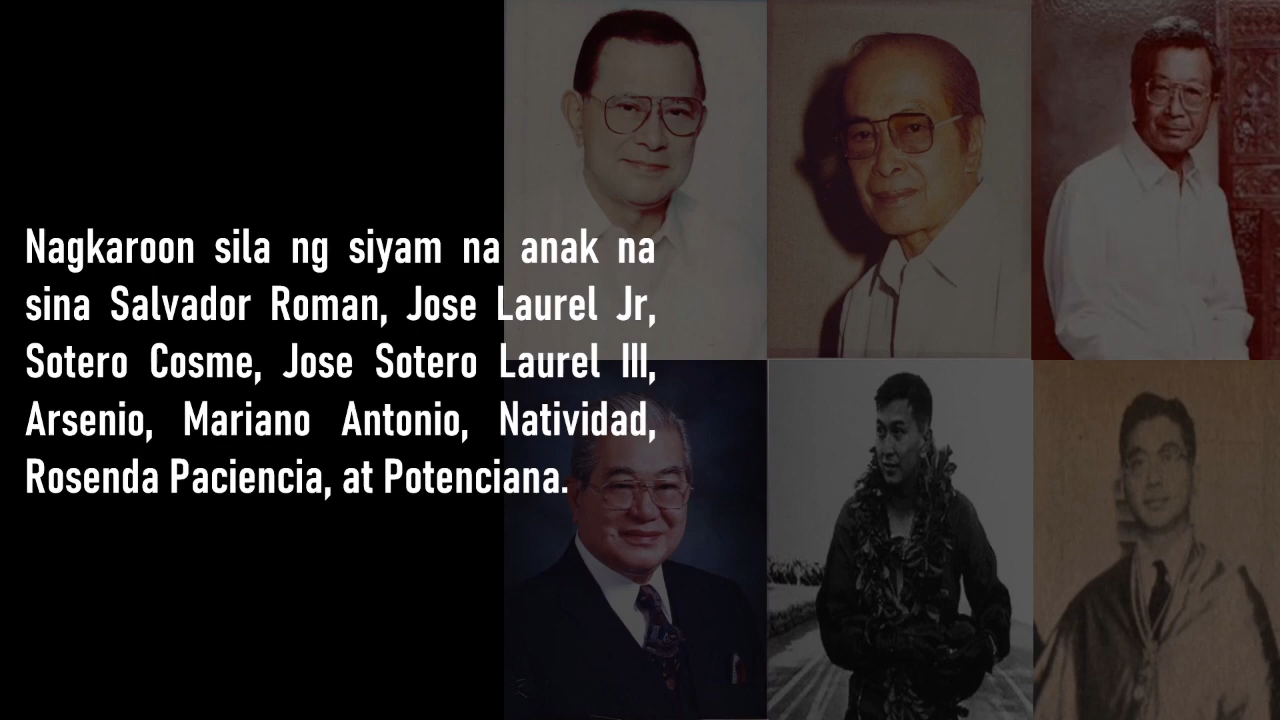 Nagkaroon sila ng siyam na anak na
sina Salvador Roman, Jose Laurel Jr,
Sotero Cosme, Jose Sotero Laurel III,
Arsenio, Mariano Antonio, Natividad,
Rosenda Paciencia, at Potenciana.